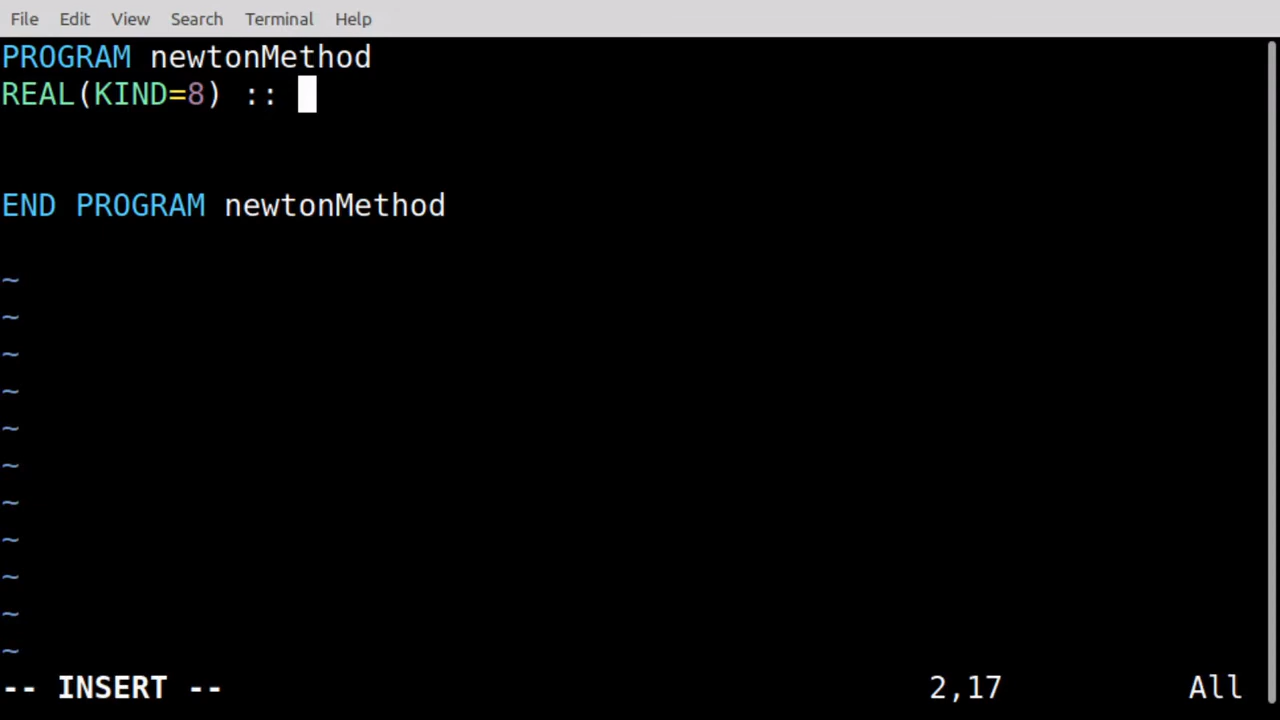 File Edit View Search Terminal Help
PROGRAM newtonMethod
REAL(KIND=8) ::
END PROGRAM newtonMethod
~
~
~
~
~
~
~
~
~
~
~
-- INSERT -- 2,17 All